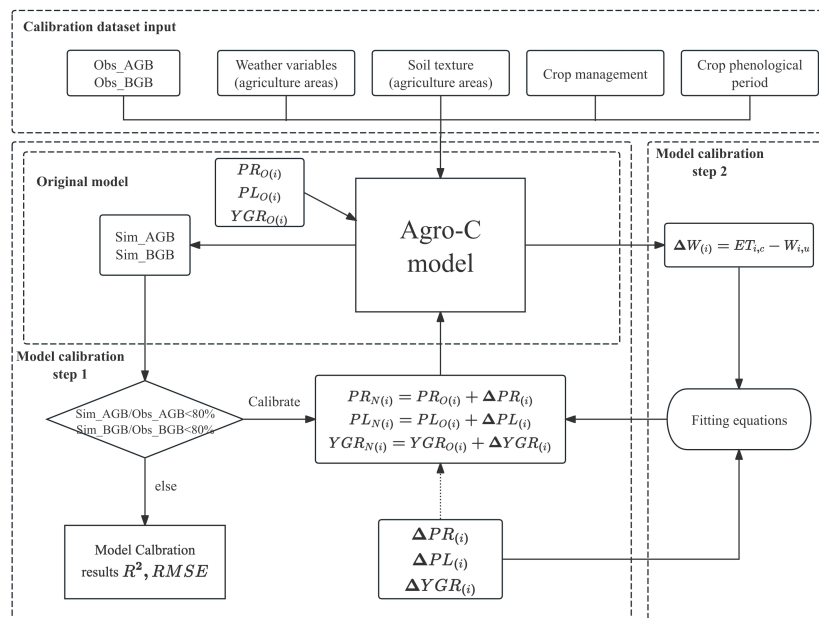 Calibration dataset input
Obs_AGB
Obs_BGB
Weather variables
(agriculture areas)
Soil texture
(agriculture areas)
Crop management
Crop phenological
period
Original model
PR_{O(i)}
PL_{O(i)}
YGR_{O(i)}
Agro-C
model
Sim_AGB
Sim_BGB
Model calibration
step 2
ΔW_{(i)} = ET_{i,c} − W_{i,u}
Model calibration
step 1
Sim_AGB/Obs_AGB<80%
Sim_BGB/Obs_BGB<80%
Calibrate
PR_{N(i)} = PR_{O(i)} + ΔPR_{(i)}
PL_{N(i)} = PL_{O(i)} + ΔPL_{(i)}
YGR_{N(i)} = YGR_{O(i)} + ΔYGR_{(i)}
Fitting equations
else
Model Calbration
results R², RMSE
ΔPR_{(i)}
ΔPL_{(i)}
ΔYGR_{(i)}